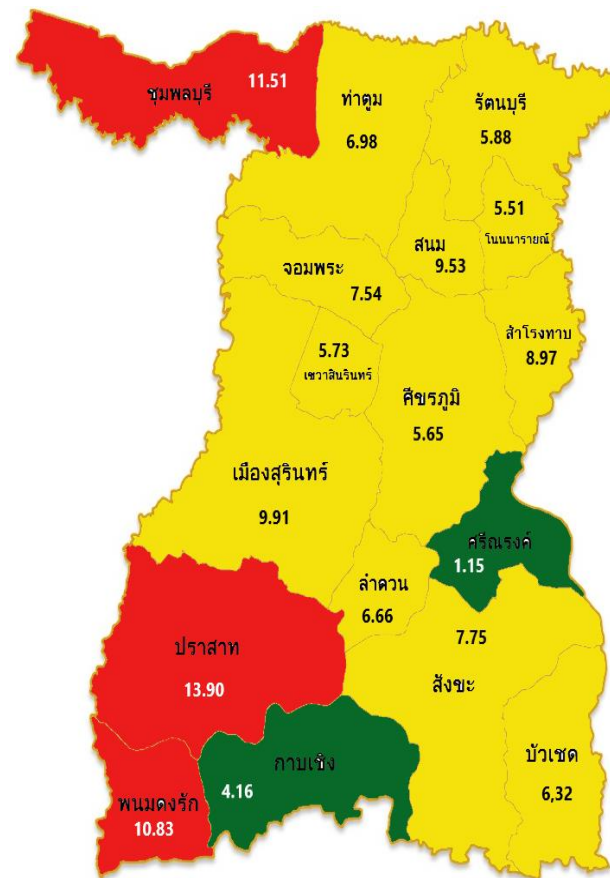 11.51
ชุมพลบุรี
ท่าตูม
6.98
รัตนบุรี
5.88
5.51
โนนนารายณ์
สนม
9.53
จอมพระ
7.54
สำโรงทาบ
8.97
5.73
เขวาสินรินทร์
ศีขรภูมิ
5.65
เมืองสุรินทร์
9.91
ศรีณรงค์
1.15
ลำดวน
6.66
7.75
สังขะ
ปราสาท
13.90
บัวเชด
6,32
กาบเชิง
4.16
พนมดงรัก
10.83